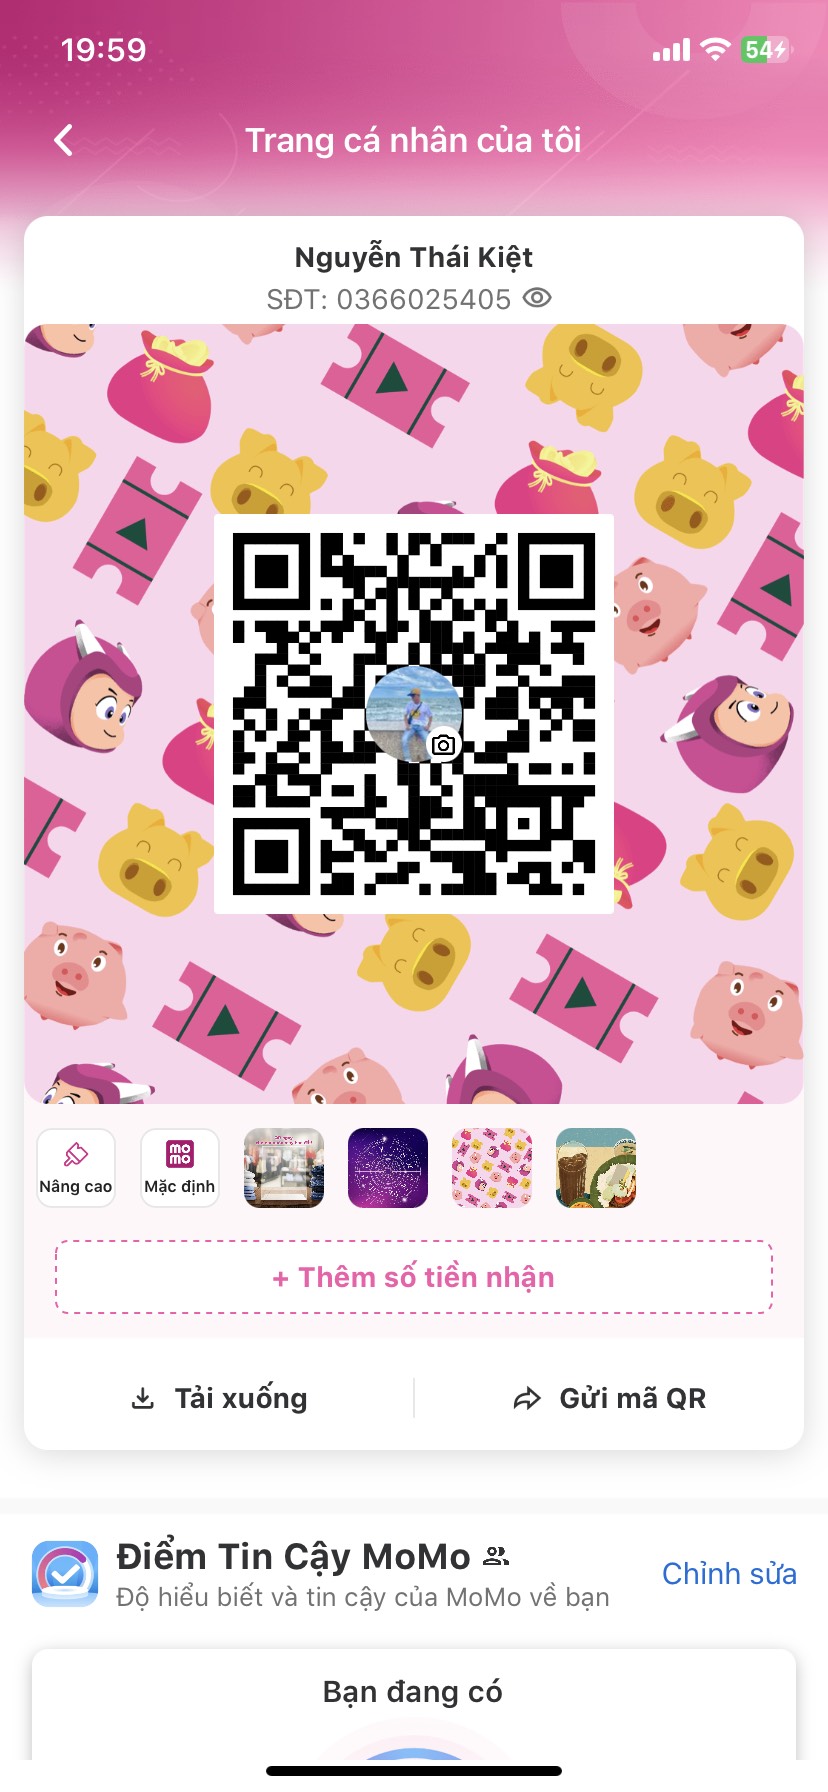 19:59
54
Trang cá nhân của tôi
Nguyễn Thái Kiệt
SĐT: 0366025405
Nâng cao
mo
mo
Mặc định
+ Thêm số tiền nhận
Tải xuống
Gửi mã QR
Điểm Tin Cậy MoMo
Độ hiểu biết và tin cậy của MoMo về bạn
Chỉnh sửa
Bạn đang có